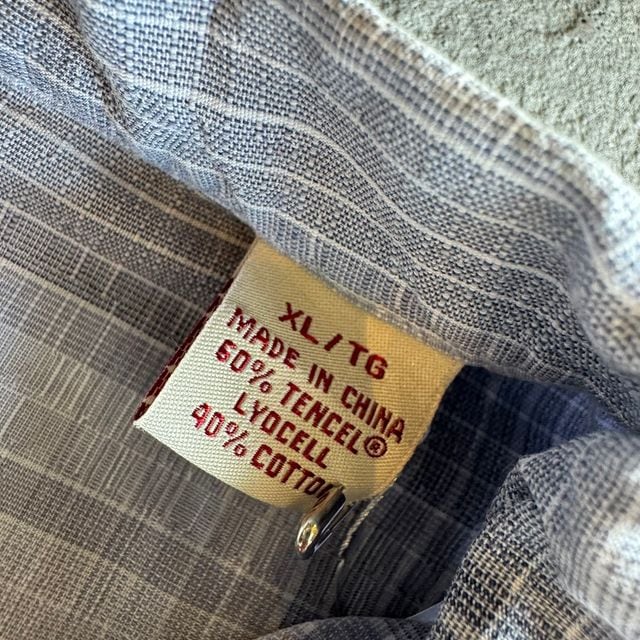 XL/TG
MADE IN CHINA
60% TENCEL®
LYOCELL
40% COTTON